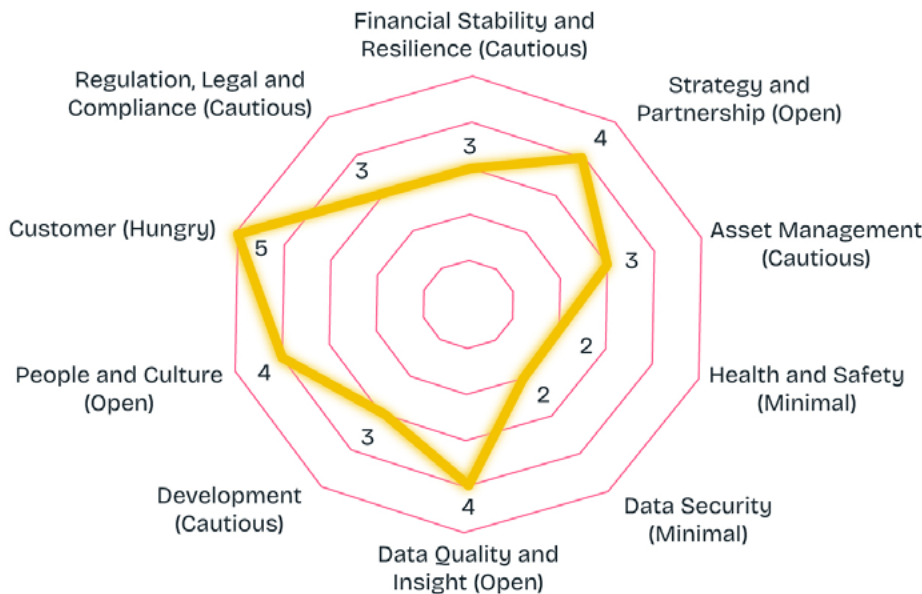 Financial Stability and
Resilience (Cautious)
Regulation, Legal and
Compliance (Cautious)
Strategy and
Partnership (Open)
3
4
3
Customer (Hungry)
5
Asset Management
(Cautious)
3
2
People and Culture
(Open)
4
Health and Safety
(Minimal)
2
3
Development
(Cautious)
4
Data Security
(Minimal)
Data Quality and
Insight (Open)